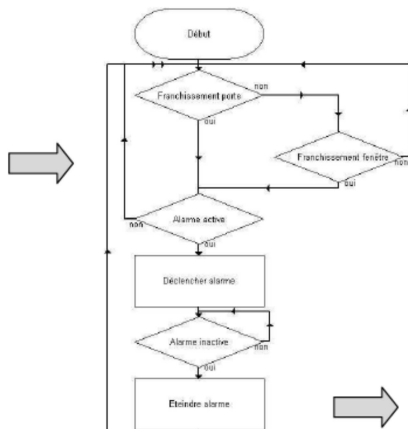 Début
Franchissement porte
non
oui
Franchissement fenêtre
non
oui
Alarme active
non
oui
Déclencher alarme
Alarme inactive
non
oui
Eteindre alarme